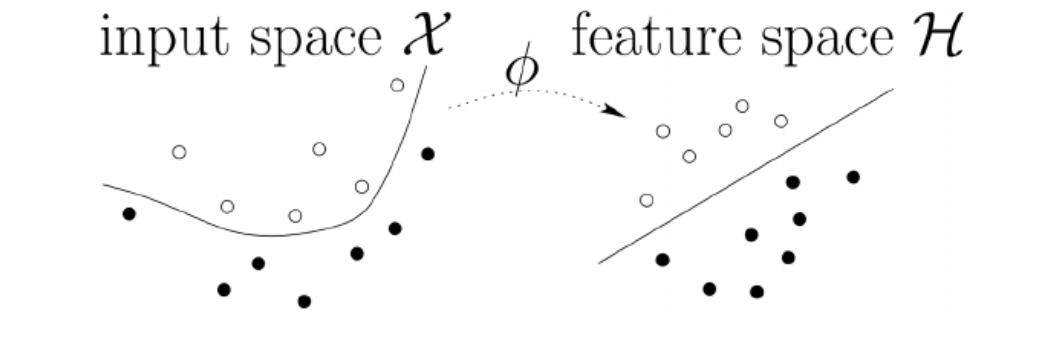 input space 𝒳
ϕ
feature space ℋ